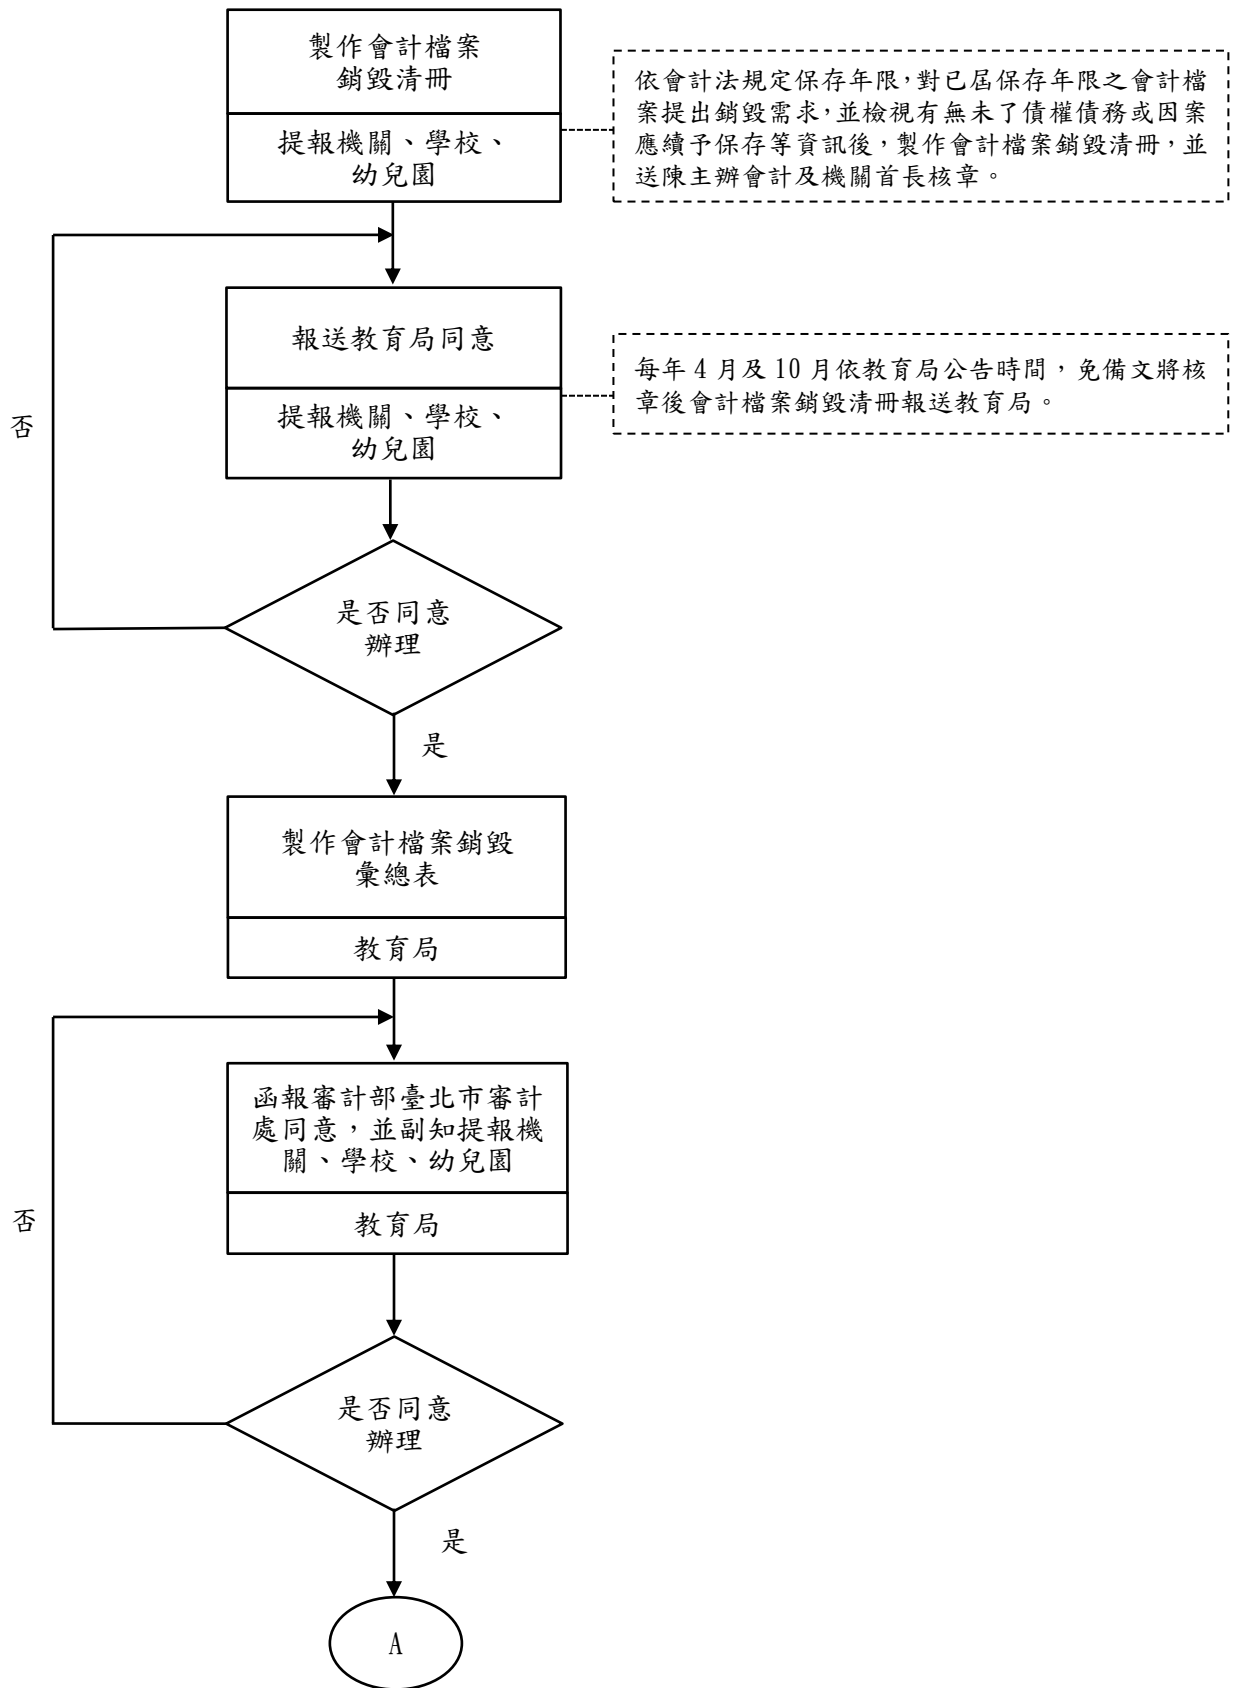 製作會計檔案
銷毀清冊
提報機關、學校、
幼兒園
依會計法規定保存年限，對已屆保存年限之會計檔
案提出銷毀需求，並檢視有無未了債權債務或因案
應續予保存等資訊後，製作會計檔案銷毀清冊，並
送陳主辦會計及機關首長核章。
報送教育局同意
提報機關、學校、
幼兒園
每年 4 月及 10 月依教育局公告時間，免備文將核
章後會計檔案銷毀清冊報送教育局。
否
是否同意
辦理
是
製作會計檔案銷毀
彙總表
教育局
函報審計部臺北市審計
處同意，並副知提報機
關、學校、幼兒園
教育局
否
是否同意
辦理
是
A